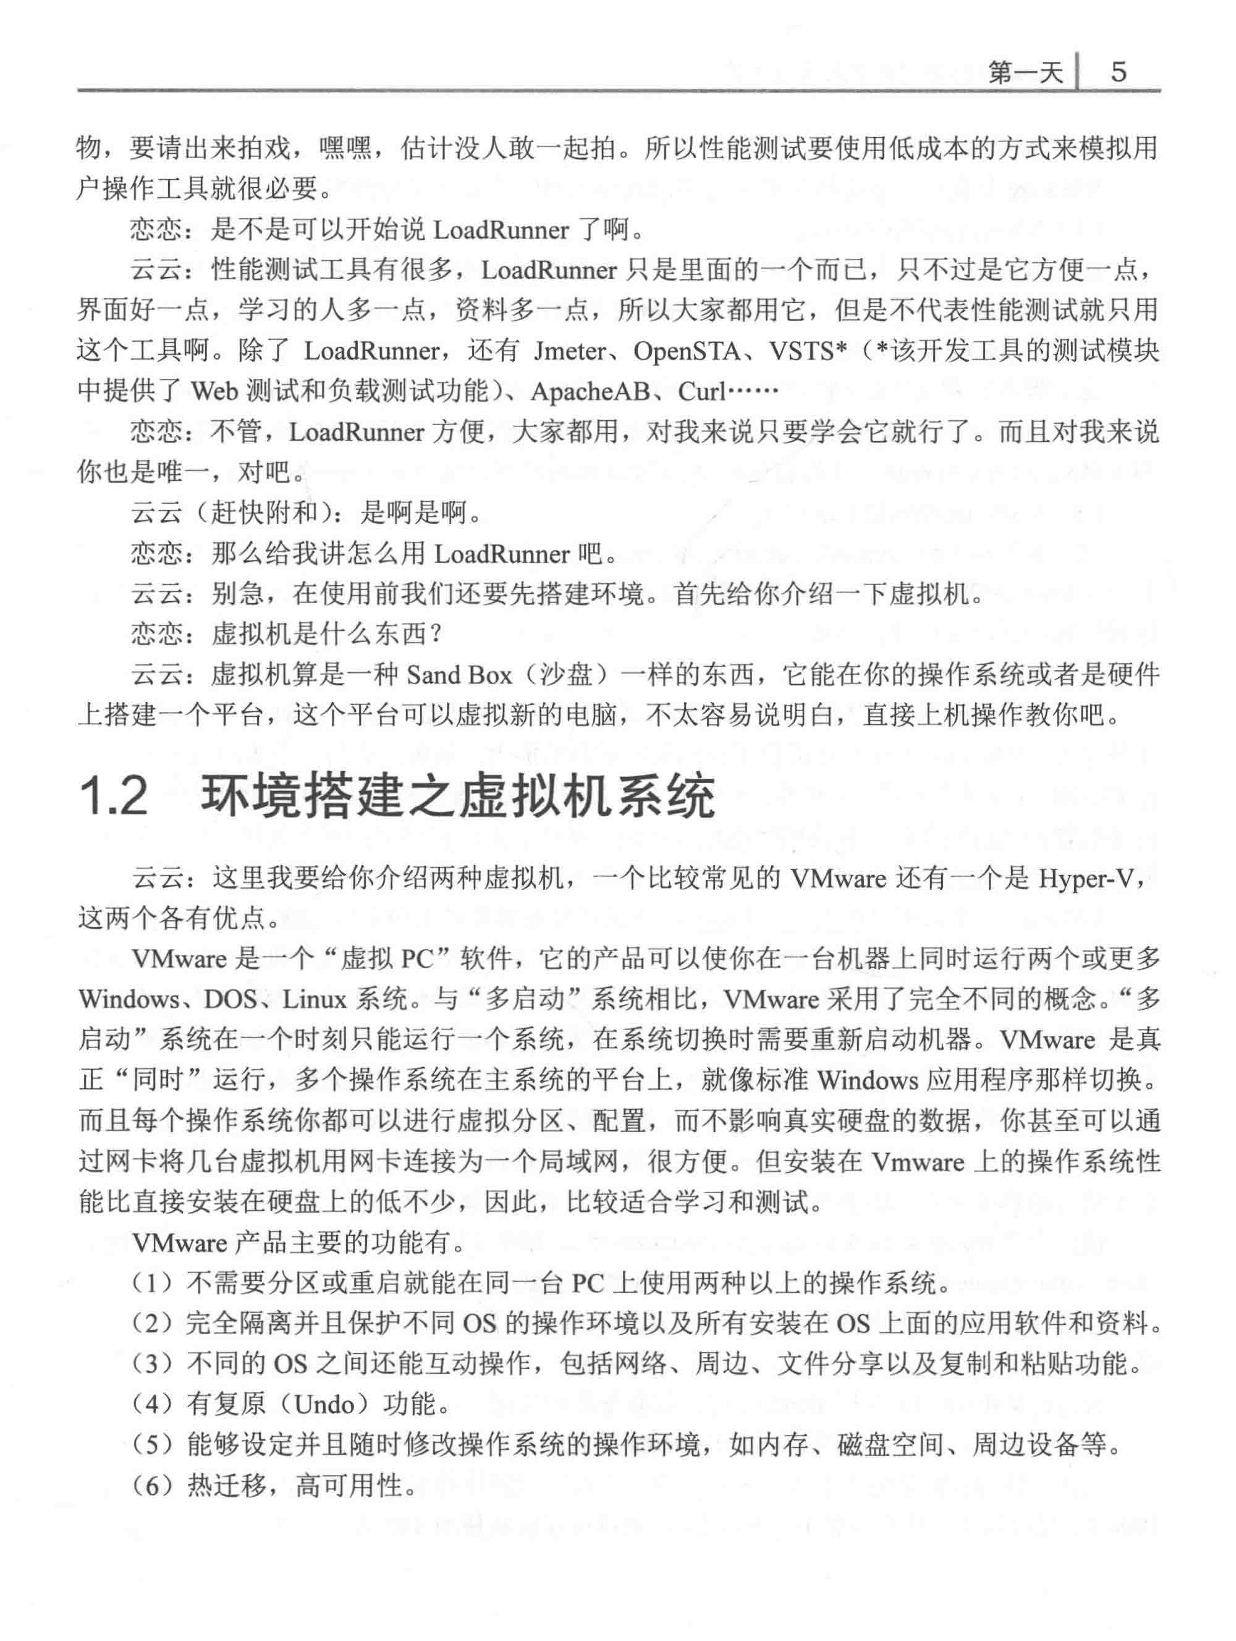 第一天 5
物，要请出来拍戏，嘿嘿，估计没人敢一起拍。所以性能测试要使用低成本的方式来模拟用
户操作工具就很必要。
恋恋：是不是可以开始说 LoadRunner 了啊。
云云：性能测试工具有很多，LoadRunner 只是里面的一个而已，只不过是它方便一点，
界面好一点，学习的人多一点，资料多一点，所以大家都用它，但是不代表性能测试就只用
这个工具啊。除了 LoadRunner，还有 Jmeter、OpenSTA、VSTS*（*该开发工具的测试模块
中提供了 Web 测试和负载测试功能）、ApacheAB、Curl……
恋恋：不管，LoadRunner 方便，大家都用，对我来说只要学会它就行了。而且对我来说
你也是唯一，对吧。
云云（赶快附和）：是啊是啊。
恋恋：那么给我讲怎么用 LoadRunner 吧。
云云：别急，在使用前我们还要先搭建环境。首先给你介绍一下虚拟机。
恋恋：虚拟机是什么东西？
云云：虚拟机算是一种 Sand Box（沙盘）一样的东西，它能在你的操作系统或者是硬件
上搭建一个平台，这个平台可以虚拟新的电脑，不太容易说明白，直接上机操作教你吧。
1.2 环境搭建之虚拟机系统
云云：这里我要给你介绍两种虚拟机，一个比较常见的 VMware 还有一个是 Hyper-V，
这两个各有优点。
VMware 是一个“虚拟 PC”软件，它的产品可以使你在一台机器上同时运行两个或更多
Windows、DOS、Linux 系统。与“多启动”系统相比，VMware 采用了完全不同的概念。“多
启动”系统在一个时刻只能运行一个系统，在系统切换时需要重新启动机器。VMware 是真
正“同时”运行，多个操作系统在主系统的平台上，就像标准 Windows 应用程序那样切换。
而且每个操作系统你都可以进行虚拟分区、配置，而不影响真实硬盘的数据，你甚至可以通
过网卡将几台虚拟机用网卡连接为一个局域网，很方便。但安装在 Vmware 上的操作系统性
能比直接安装在硬盘上的低不少，因此，比较适合学习和测试。
VMware 产品主要的功能有。
（1）不需要分区或重启就能在同一台 PC 上使用两种以上的操作系统。
（2）完全隔离并且保护不同 OS 的操作环境以及所有安装在 OS 上面的应用软件和资料。
（3）不同的 OS 之间还能互动操作，包括网络、周边、文件分享以及复制和粘贴功能。
（4）有复原（Undo）功能。
（5）能够设定并且随时修改操作系统的操作环境，如内存、磁盘空间、周边设备等。
（6）热迁移，高可用性。